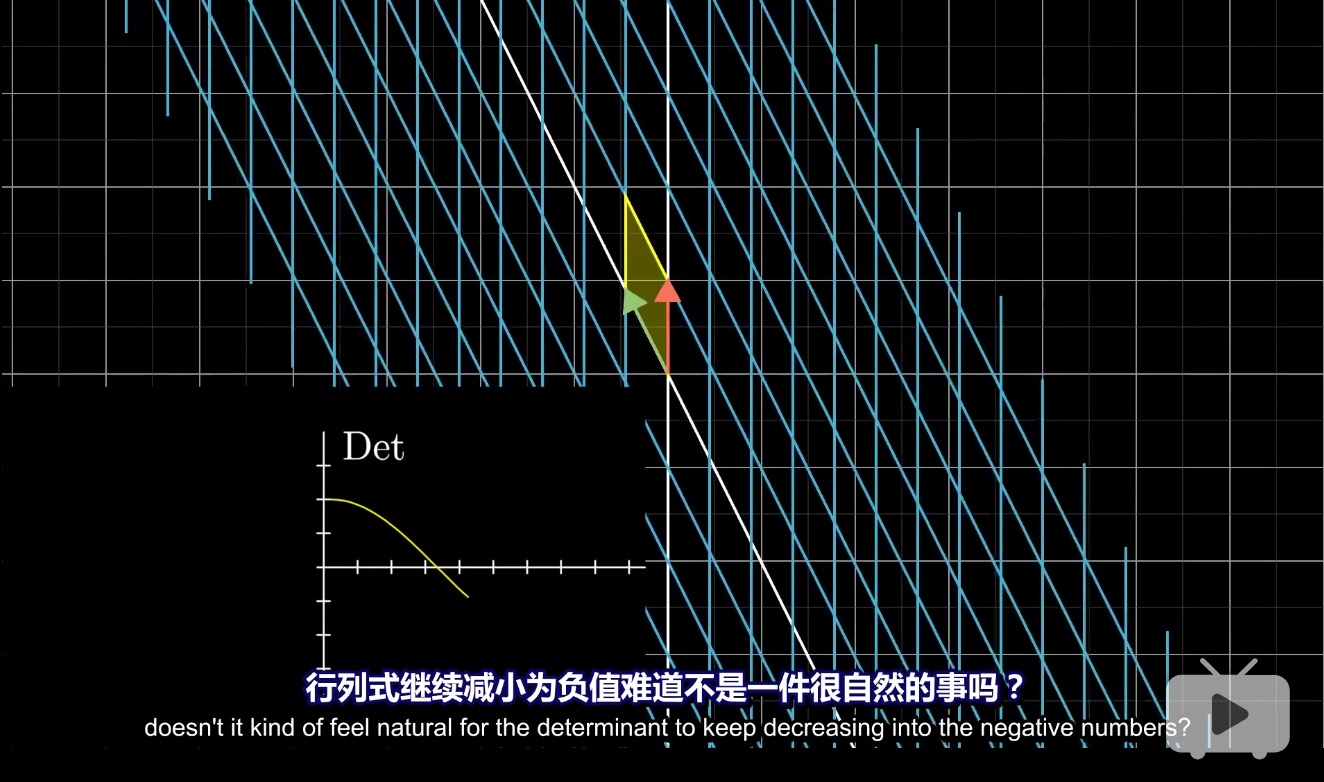 Det
行列式继续减小为负值难道不是一件很自然的事吗？
doesn't it kind of feel natural for the determinant to keep decreasing into the negative numbers?